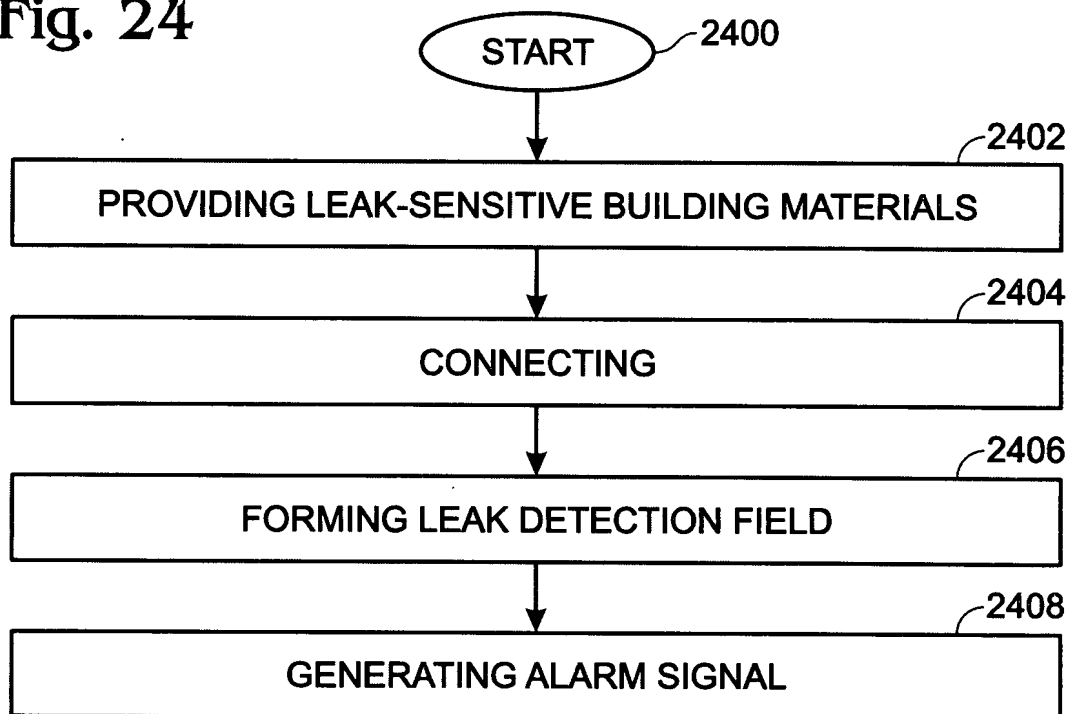 Fig. 24
START
2400
2402
PROVIDING LEAK-SENSITIVE BUILDING MATERIALS
2404
CONNECTING
2406
FORMING LEAK DETECTION FIELD
2408
GENERATING ALARM SIGNAL